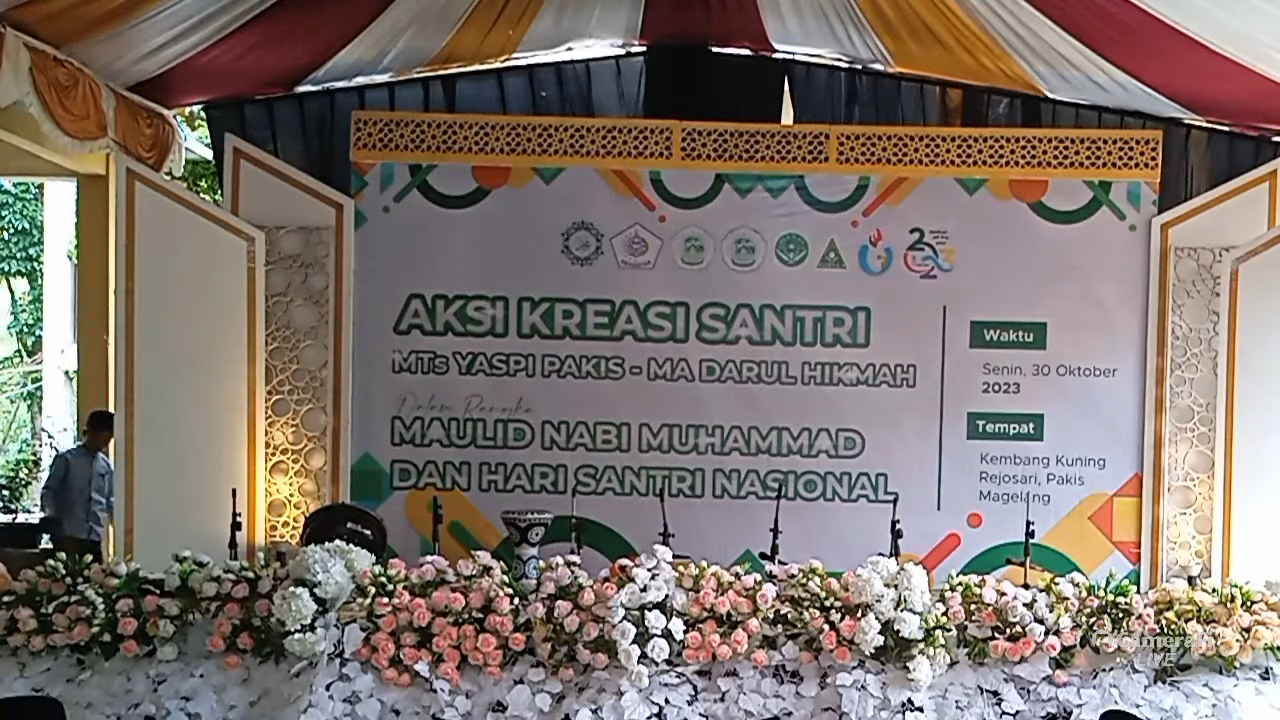 AKSI KREASI SANTRI
MTs YASPI PAKIS - MA DARUL HIKMAH
Dalam Rangka
MAULID NABI MUHAMMAD
DAN HARI SANTRI NASIONAL
Waktu
Senin, 30 Oktober
2023
Tempat
Kembang Kuning
Rejosari, Pakis
Magelang
LIVE